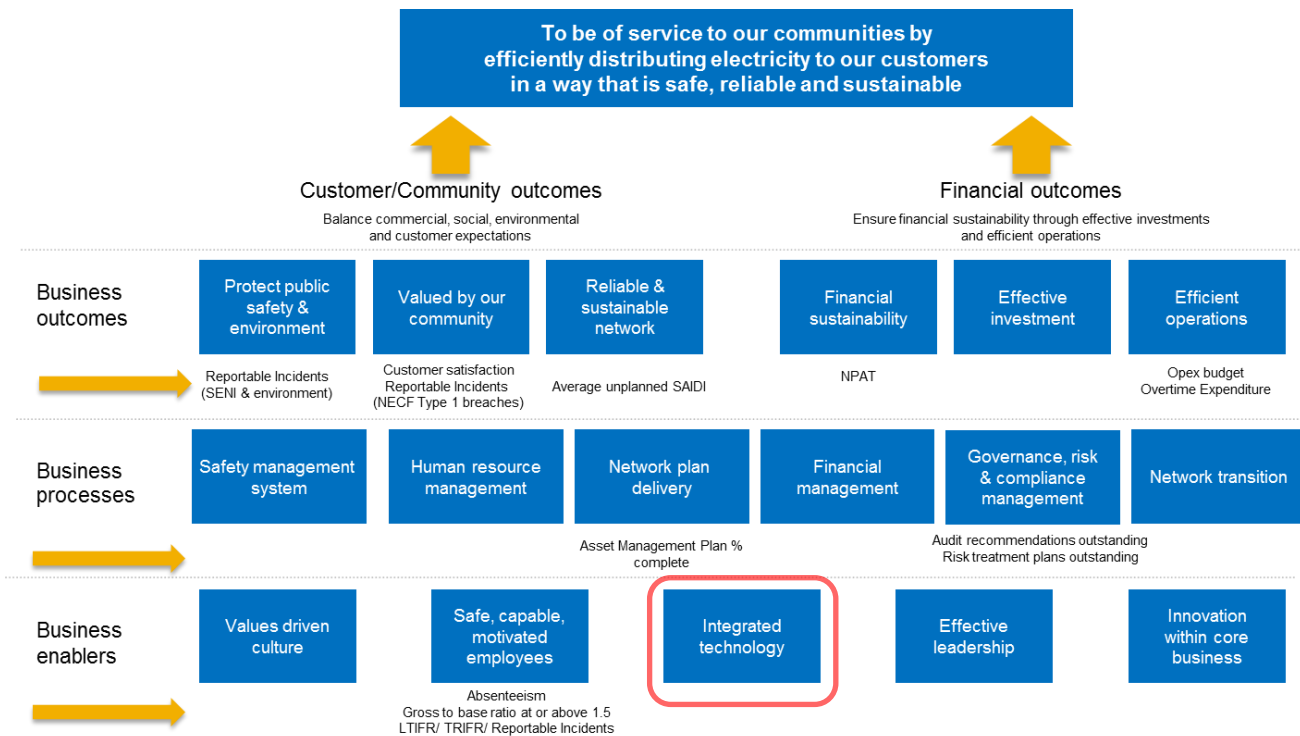 To be of service to our communities by
efficiently distributing electricity to our customers
in a way that is safe, reliable and sustainable
Customer/Community outcomes
Balance commercial, social, environmental
and customer expectations
Financial outcomes
Ensure financial sustainability through effective investments
and efficient operations
Business
outcomes
Protect public
safety &
environment
Valued by our
community
Reliable &
sustainable
network
Financial
sustainability
Effective
investment
Efficient
operations
Reportable Incidents
(SENI & environment)
Customer satisfaction
Reportable Incidents
(NECF Type 1 breaches)
Average unplanned SAIDI
NPAT
Opex budget
Overtime Expenditure
Business
processes
Safety management
system
Human resource
management
Network plan
delivery
Financial
management
Governance, risk
& compliance
management
Network transition
Asset Management Plan %
complete
Audit recommendations outstanding
Risk treatment plans outstanding
Business
enablers
Values driven
culture
Safe, capable,
motivated
employees
Integrated
technology
Effective
leadership
Innovation
within core
business
Absenteeism
Gross to base ratio at or above 1.5
LTIFR/ TRIFR/ Reportable Incidents